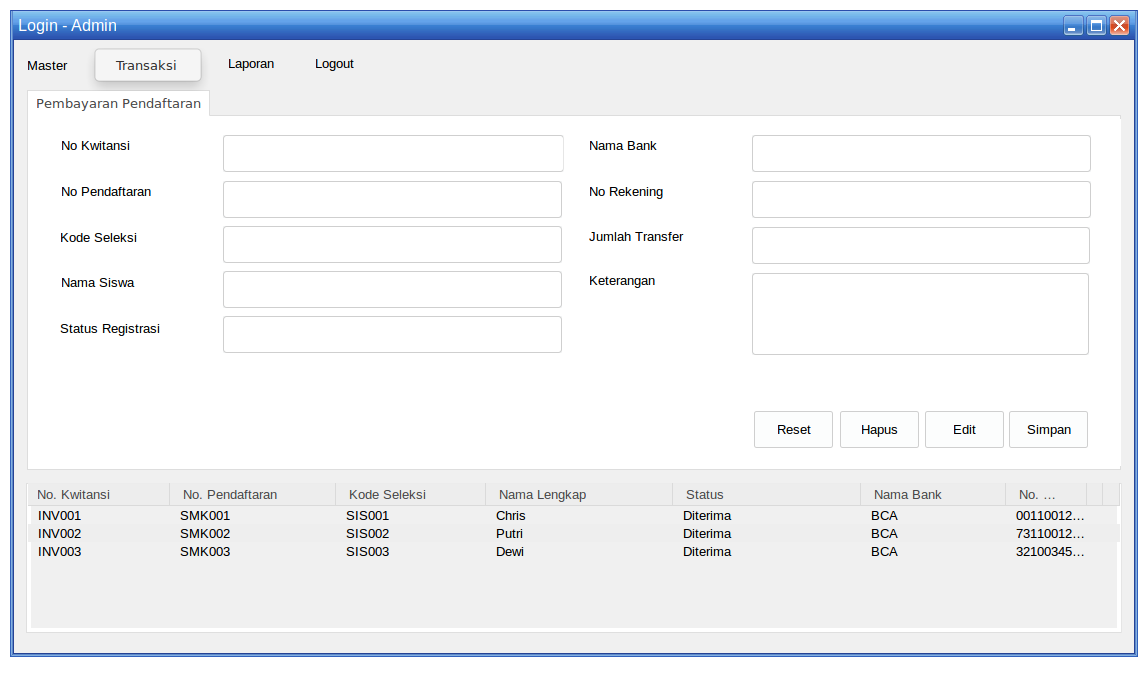 Login - Admin
Master Transaksi Laporan Logout
Pembayaran Pendaftaran
No Kwitansi
No Pendaftaran
Kode Seleksi
Nama Siswa
Status Registrasi
Nama Bank
No Rekening
Jumlah Transfer
Keterangan
Reset Hapus Edit Simpan
No. Kwitansi No. Pendaftaran Kode Seleksi Nama Lengkap Status Nama Bank No. ...
INV001 SMK001 SIS001 Chris Diterima BCA 00110012...
INV002 SMK002 SIS002 Putri Diterima BCA 73110012...
INV003 SMK003 SIS003 Dewi Diterima BCA 32100345...